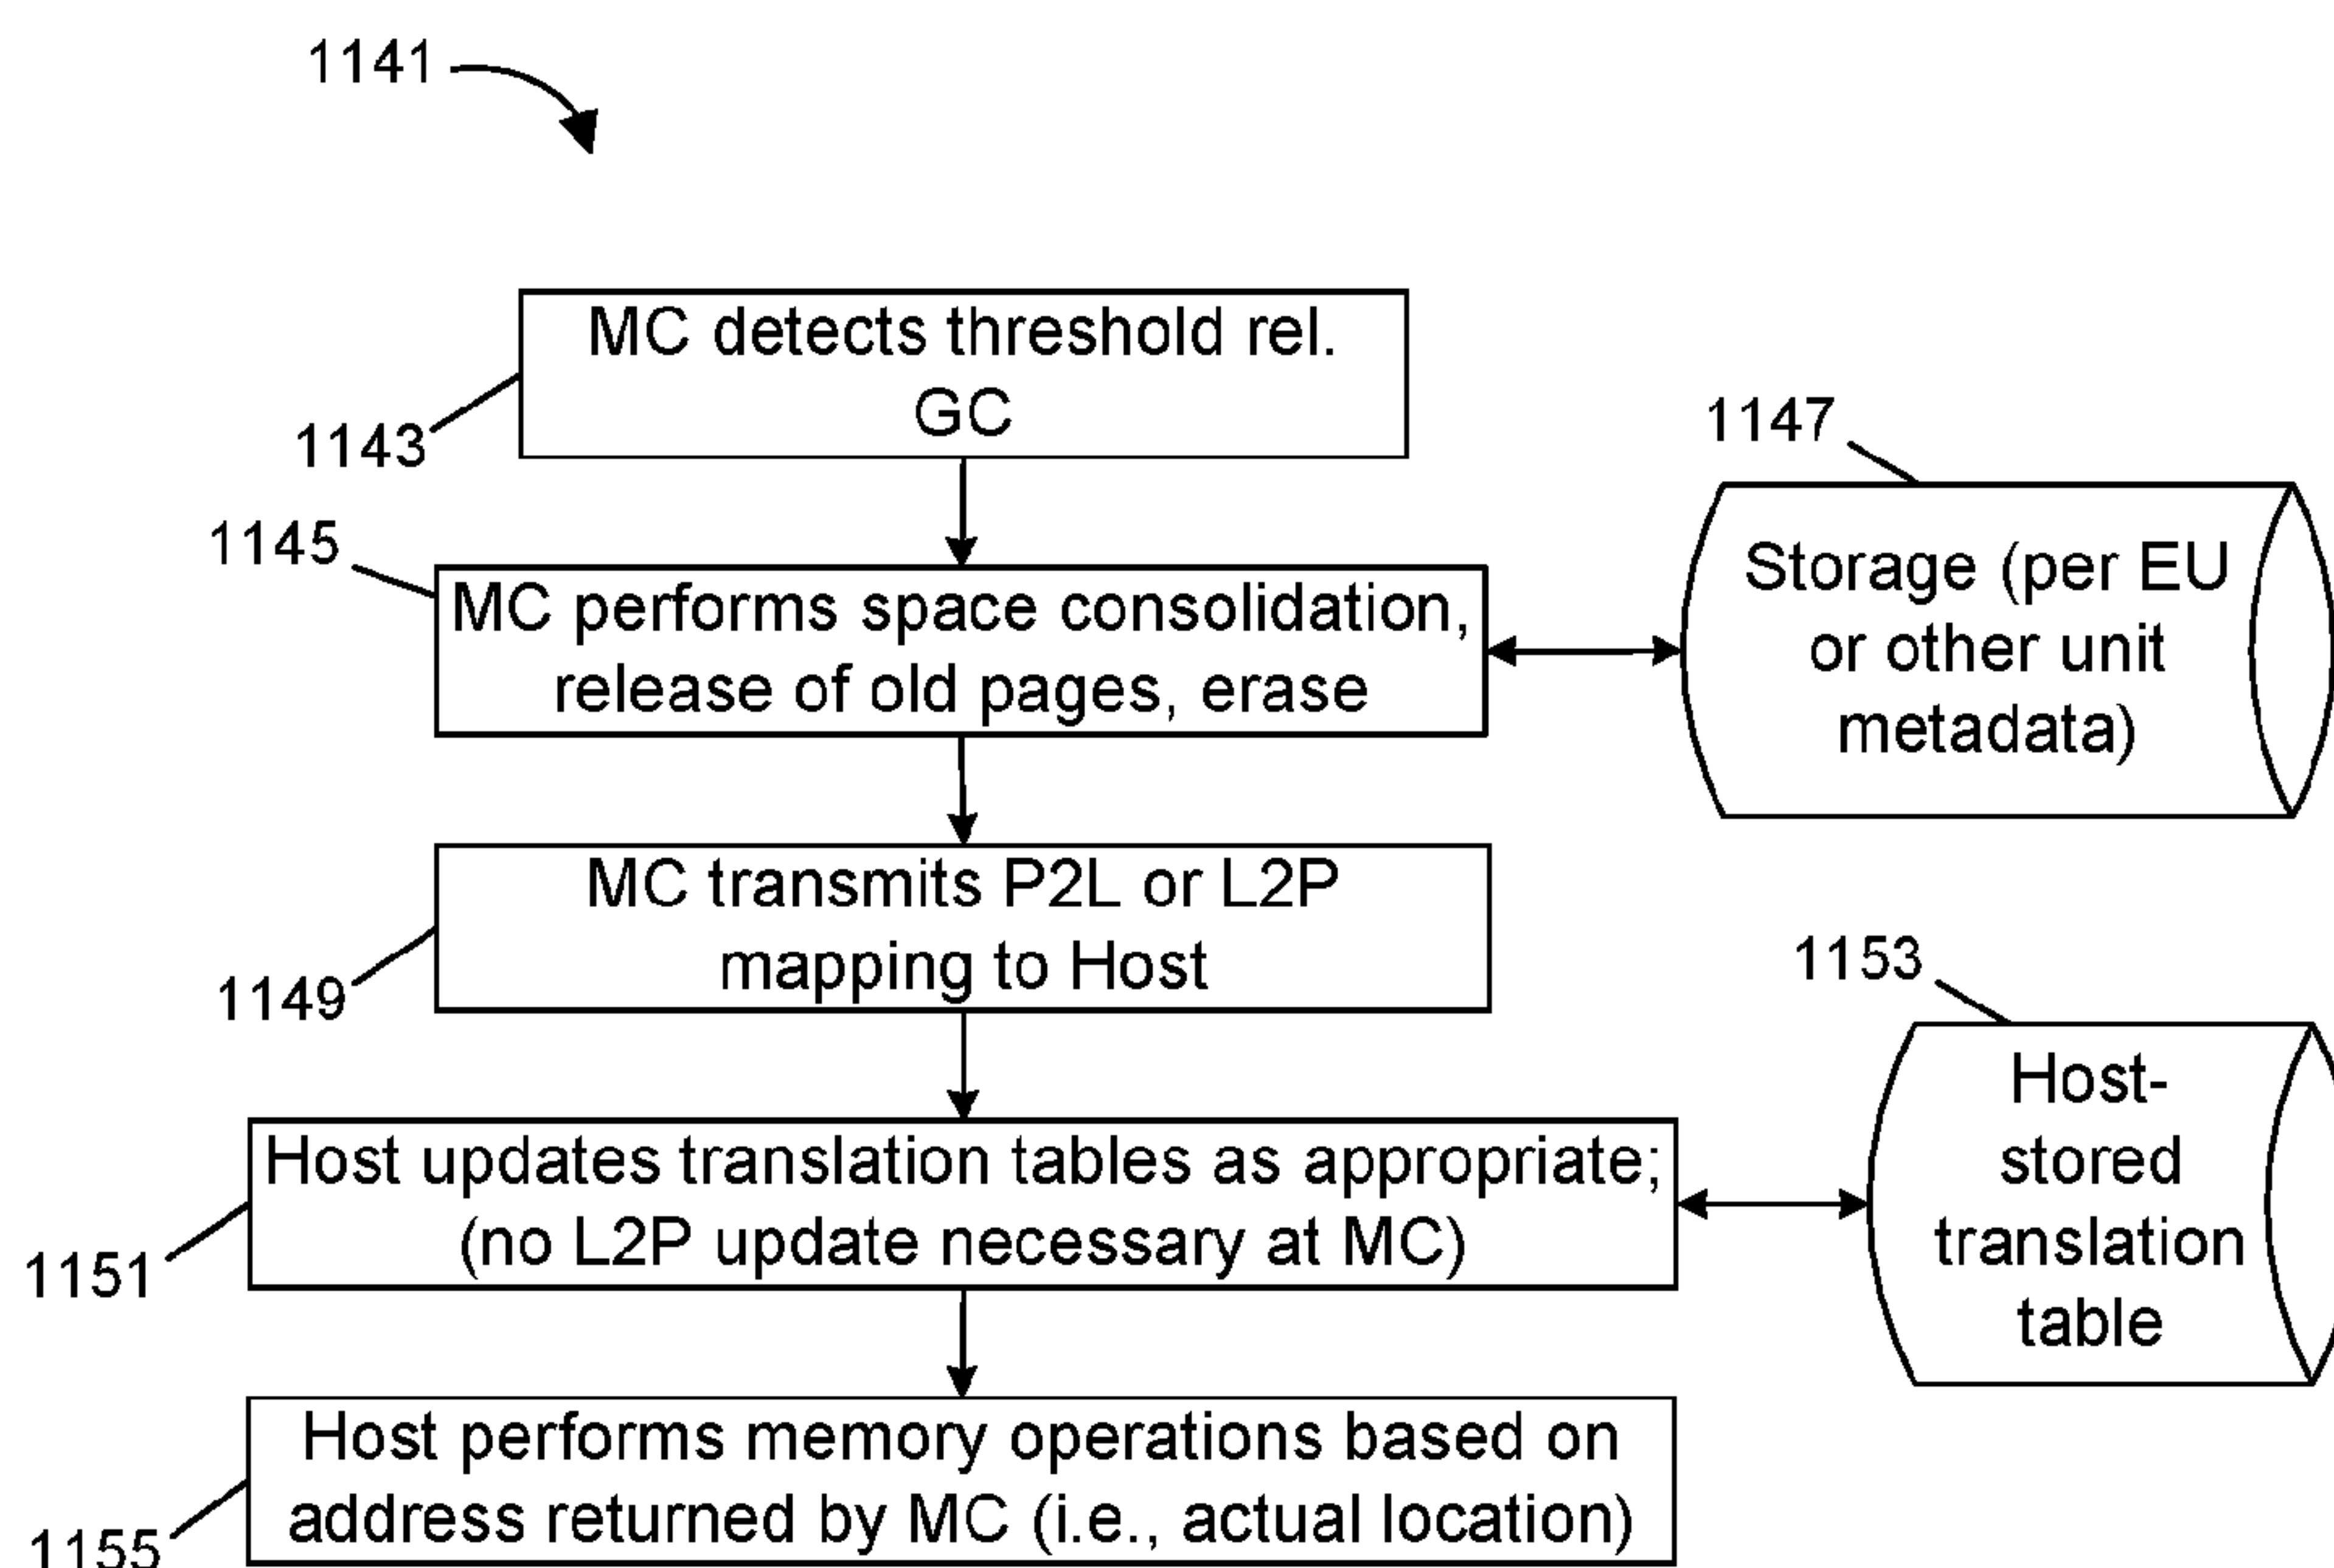 1141
MC detects threshold rel.
GC
1143
1147
1145
MC performs space consolidation,
release of old pages, erase
Storage (per EU
or other unit
metadata)
MC transmits P2L or L2P
mapping to Host
1149
1153
Host updates translation tables as appropriate;
(no L2P update necessary at MC)
1151
Host-
stored
translation
table
Host performs memory operations based on
address returned by MC (i.e., actual location)
1155